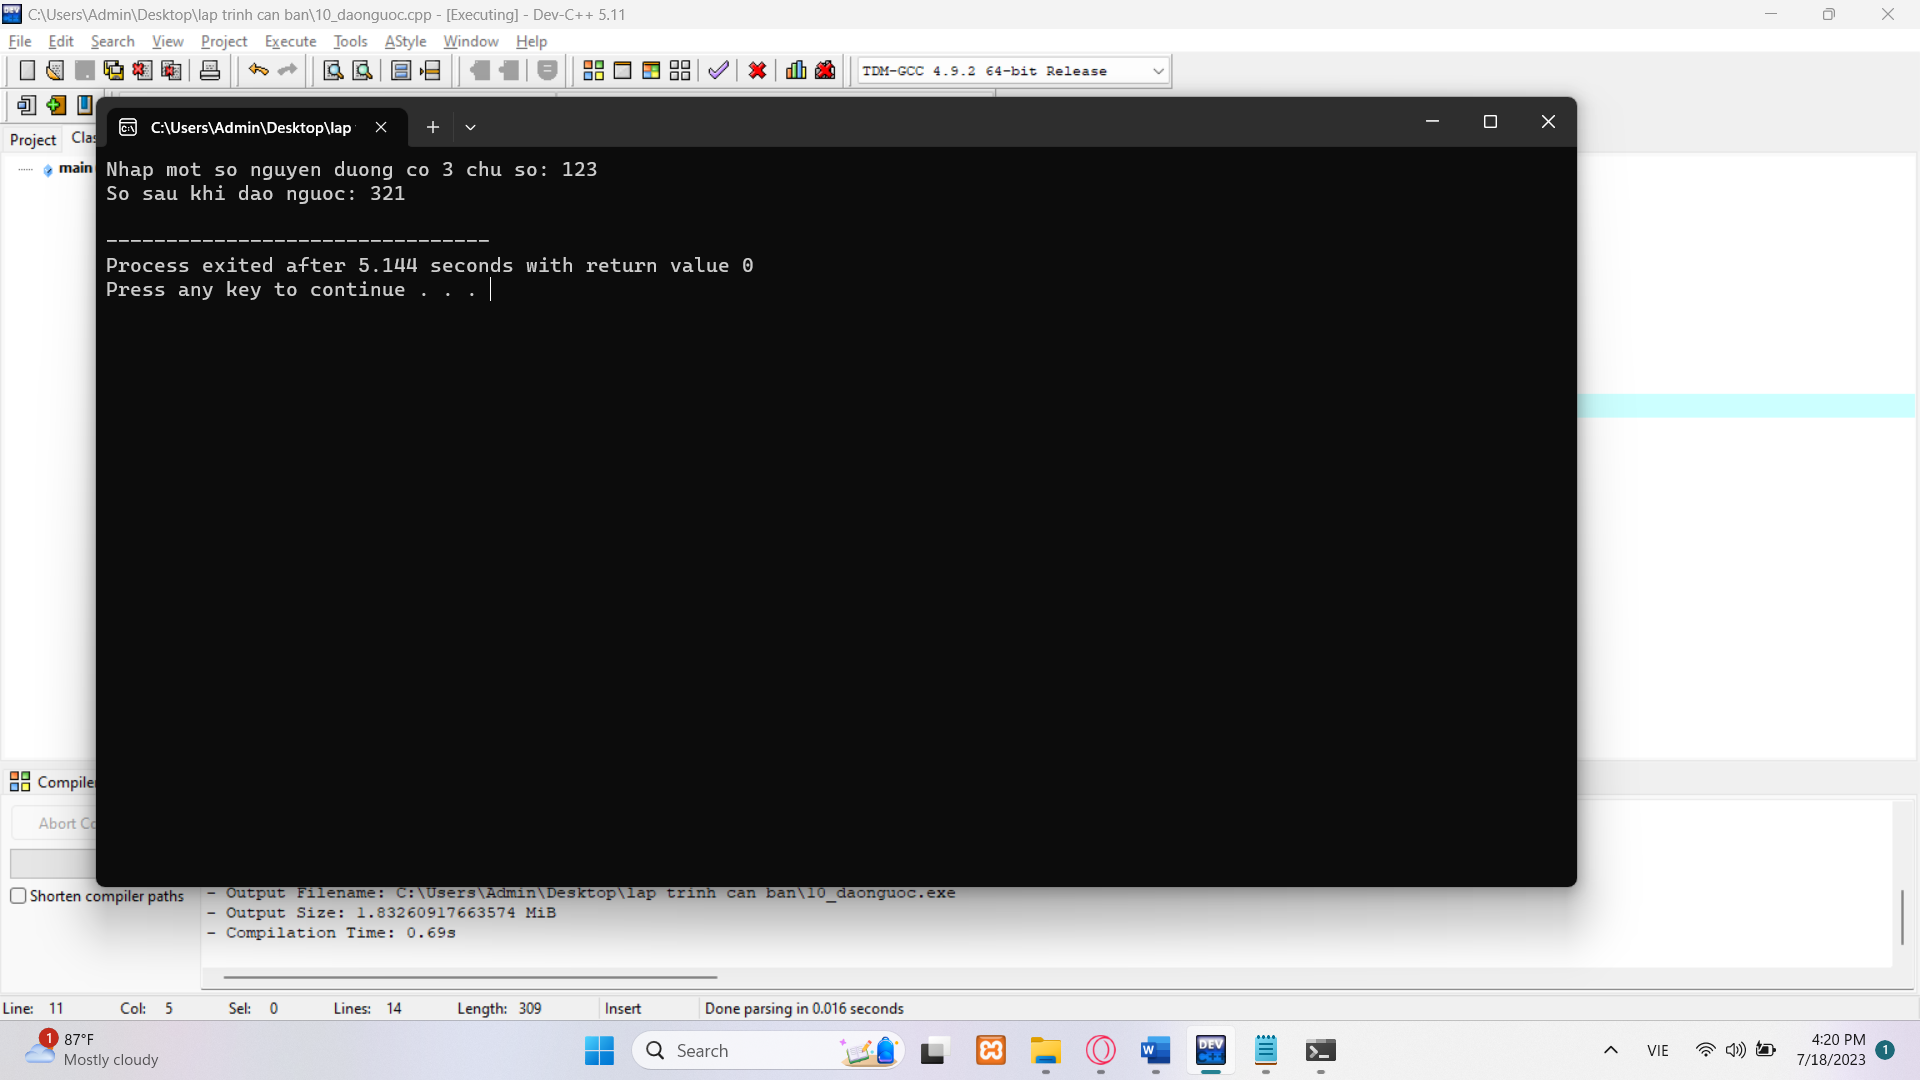 C:\Users\Admin\Desktop\lap trinh can ban\10_daonguoc.cpp - [Executing] - Dev-C++ 5.11
File Edit Search View Project Execute Tools AStyle Window Help
TDM-GCC 4.9.2 64-bit Release
Project
main
C:\Users\Admin\Desktop\lap
Nhap mot so nguyen duong co 3 chu so: 123
So sau khi dao nguoc: 321
--------------------------------
Process exited after 5.144 seconds with return value 0
Press any key to continue . . .
Shorten compiler paths
- Output Filename: C:\Users\Admin\Desktop\lap trinh can ban\10_daonguoc.exe
- Output Size: 1.83260917663574 MiB
- Compilation Time: 0.69s
Line: 11 Col: 5 Sel: 0 Lines: 14 Length: 309 Insert Done parsing in 0.016 seconds
1
87°F
Mostly cloudy
Search
DEV
VIE
4:20 PM
7/18/2023
1